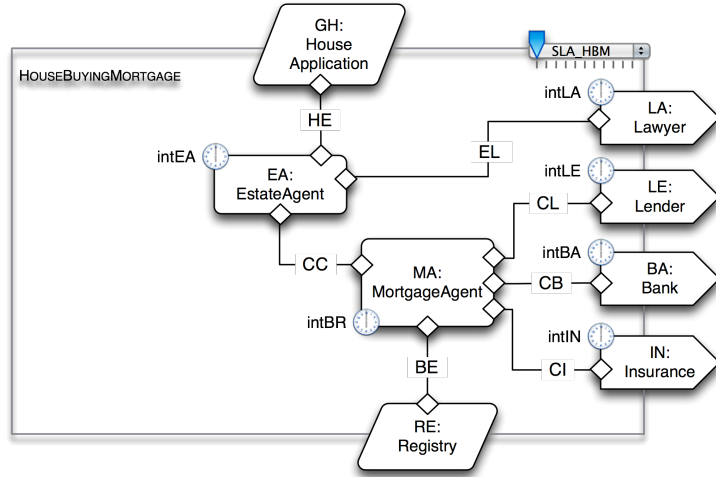 GH:
House
Application
SLA_HBM
HOUSEBUYINGMORTGAGE
intLA
LA:
Lawyer
HE
intEA
EL
EA:
EstateAgent
intLE
LE:
Lender
CL
CC
MA:
MortgageAgent
intBA
BA:
Bank
CB
intBR
intIN
IN:
Insurance
CI
BE
RE:
Registry